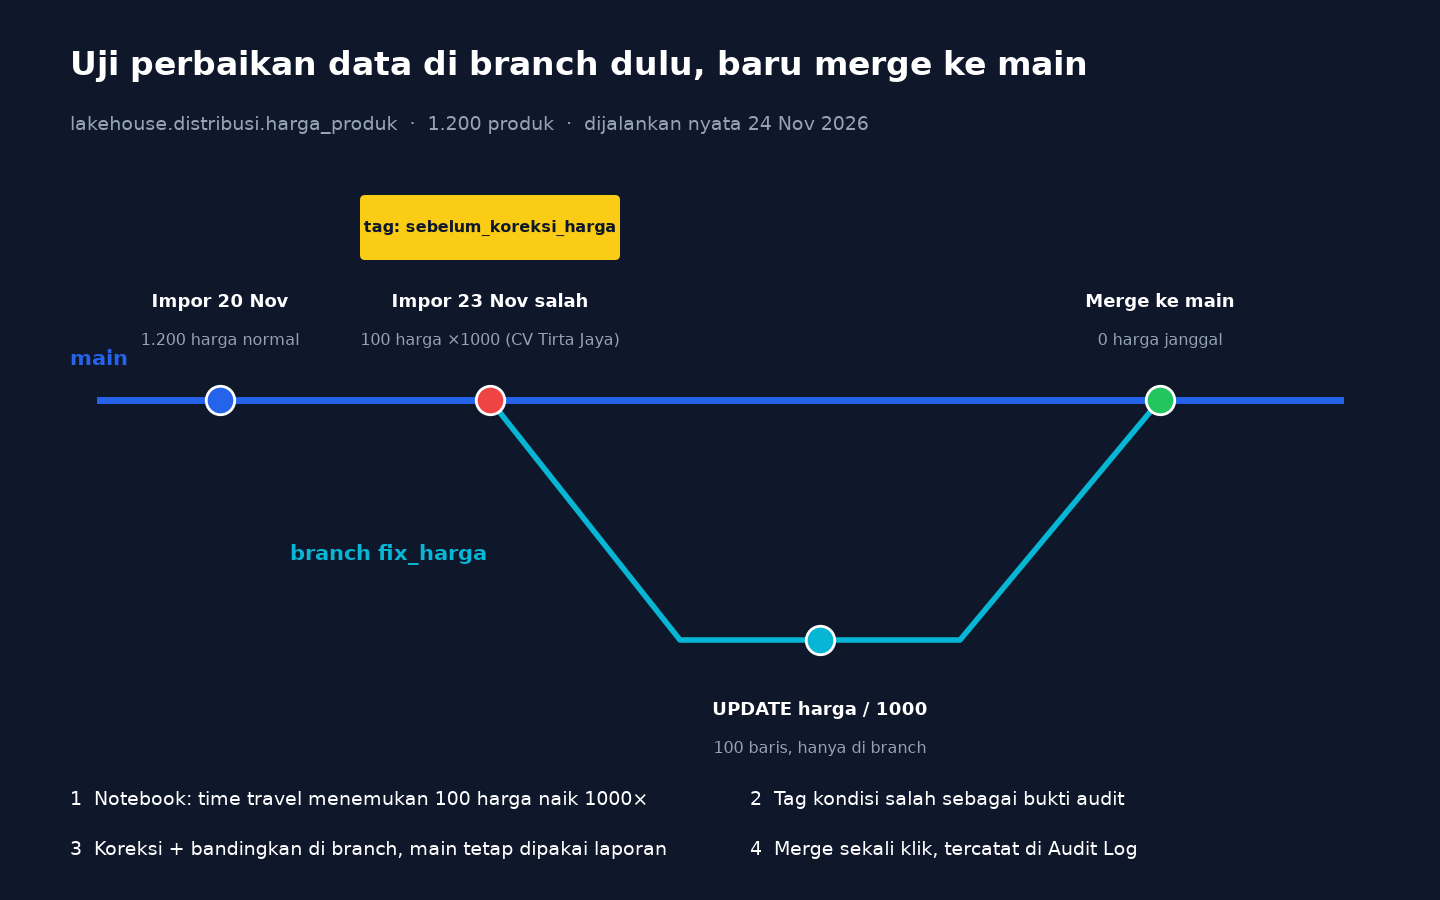 Uji perbaikan data di branch dulu, baru merge ke main
lakehouse.distribusi.harga_produk · 1.200 produk · dijalankan nyata 24 Nov 2026
tag: sebelum_koreksi_harga
Impor 20 Nov
1.200 harga normal
Impor 23 Nov salah
100 harga ×1000 (CV Tirta Jaya)
Merge ke main
0 harga janggal
main
branch fix_harga
UPDATE harga / 1000
100 baris, hanya di branch
1 Notebook: time travel menemukan 100 harga naik 1000×
2 Tag kondisi salah sebagai bukti audit
3 Koreksi + bandingkan di branch, main tetap dipakai laporan
4 Merge sekali klik, tercatat di Audit Log